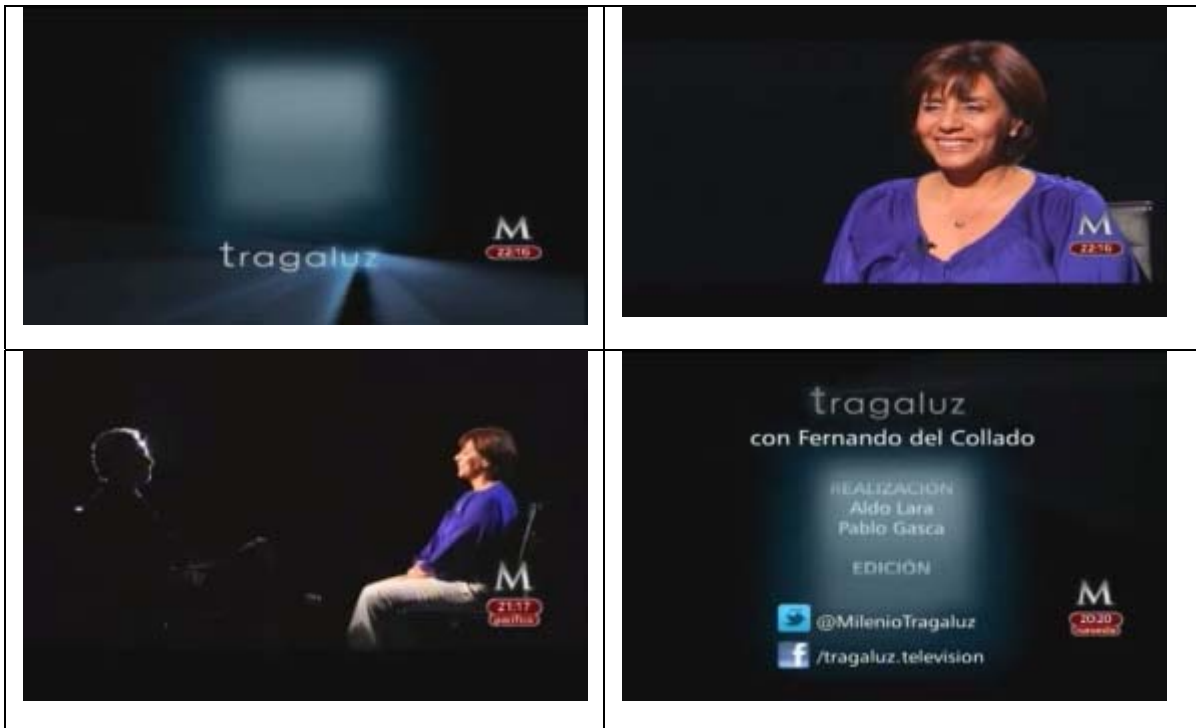 tragaluz
M
22:16
M
22:16
M
21:17
pacífico
tragaluz
con Fernando del Collado
REALIZACIÓN
Aldo Lara
Pablo Gasca
EDICIÓN
@MilenioTragaluz
/tragaluz.television
M
20:20